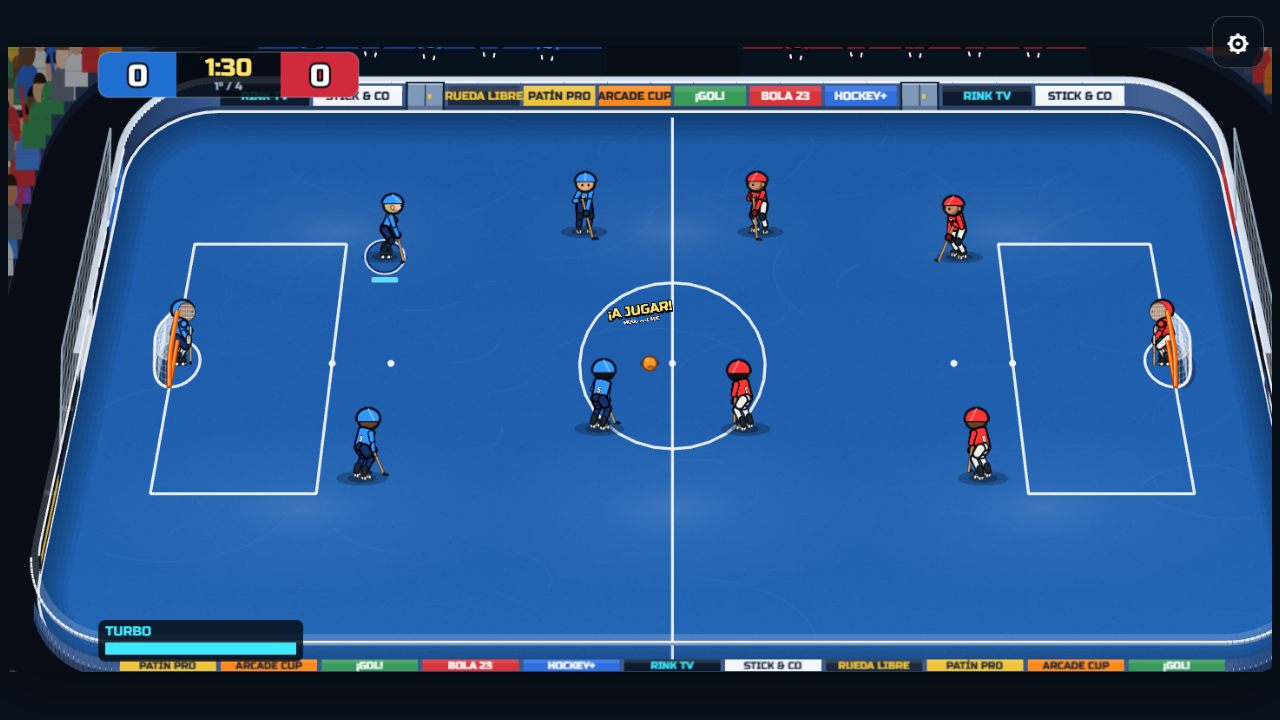 0 1:30 0
1º / 4
RINK TV STICK & CO RUEDA LIBRE PATÍN PRO ARCADE CUP ¡GOL! BOLA 23 HOCKEY+ RINK TV STICK & CO
¡A JUGAR!
TURBO
PATÍN PRO ARCADE CUP ¡GOL! BOLA 23 HOCKEY+ RINK TV STICK & CO RUEDA LIBRE PATÍN PRO ARCADE CUP ¡GOL!